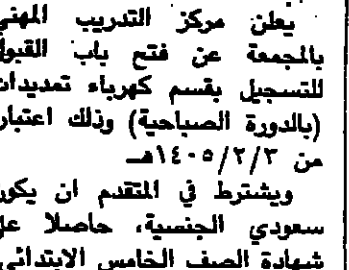 يعلن مركز التدريب المهني
بالمجمعة عن فتح باب القبول
للتسجيل بقسم كهرباء تمديدات
(بالدورة الصباحية) وذلك اعتبار
من ١٤٠٥/٢/٣هـ
ويشترط في المتقدم ان يكون
سعودي الجنسية، حاصلا عل
شهادة الصف الخامس الابتدائي